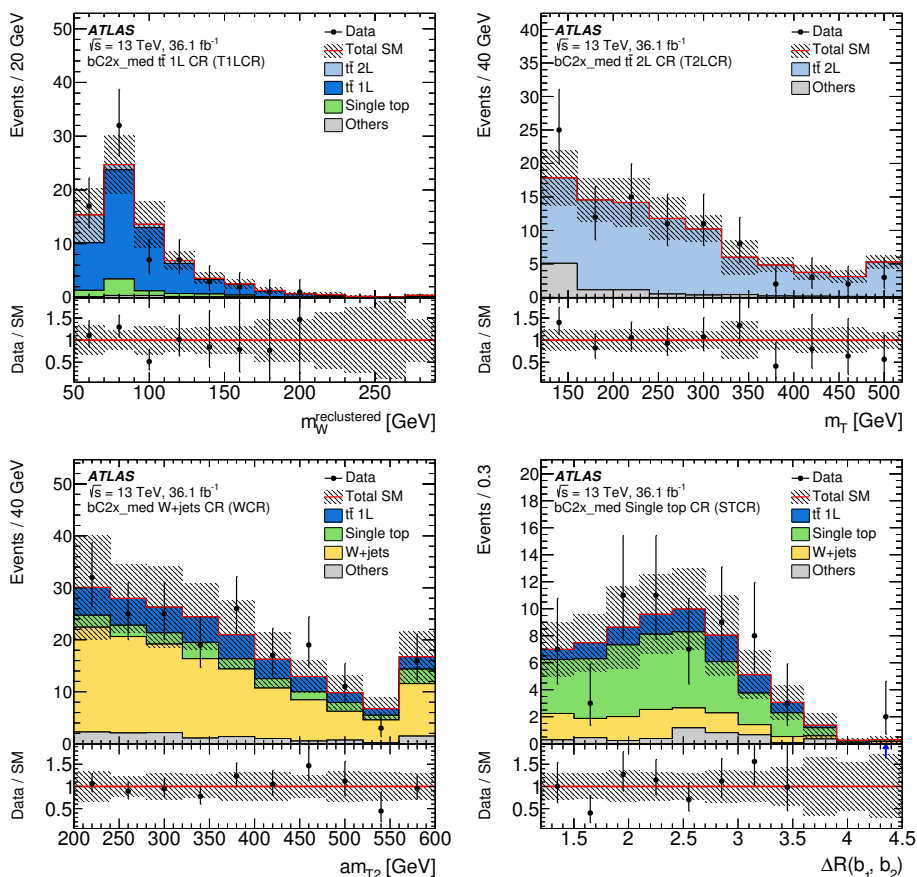 ATLAS
√s = 13 TeV, 36.1 fb⁻¹
bC2x_med tt̄ 1L CR (T1LCR)
Data
Total SM
tt̄ 2L
tt̄ 1L
Single top
Others
Events / 20 GeV
50
40
30
20
10
0
Data / SM
1.5
1
0.5
50 100 150 200 250
m_W^reclustered [GeV]
ATLAS
√s = 13 TeV, 36.1 fb⁻¹
bC2x_med tt̄ 2L CR (T2LCR)
Data
Total SM
tt̄ 2L
Others
Events / 40 GeV
40
35
30
25
20
15
10
5
0
Data / SM
1.5
1
0.5
150 200 250 300 350 400 450 500
m_T [GeV]
ATLAS
√s = 13 TeV, 36.1 fb⁻¹
bC2x_med W+jets CR (WCR)
Data
Total SM
tt̄ 1L
Single top
W+jets
Others
Events / 40 GeV
50
40
30
20
10
0
Data / SM
1.5
1
0.5
200 250 300 350 400 450 500 550 600
am_T2 [GeV]
ATLAS
√s = 13 TeV, 36.1 fb⁻¹
bC2x_med Single top CR (STCR)
Data
Total SM
tt̄ 1L
Single top
W+jets
Others
Events / 0.3
20
18
16
14
12
10
8
6
4
2
0
Data / SM
1.5
1
0.5
1.5 2 2.5 3 3.5 4 4.5
ΔR(b₁, b₂)